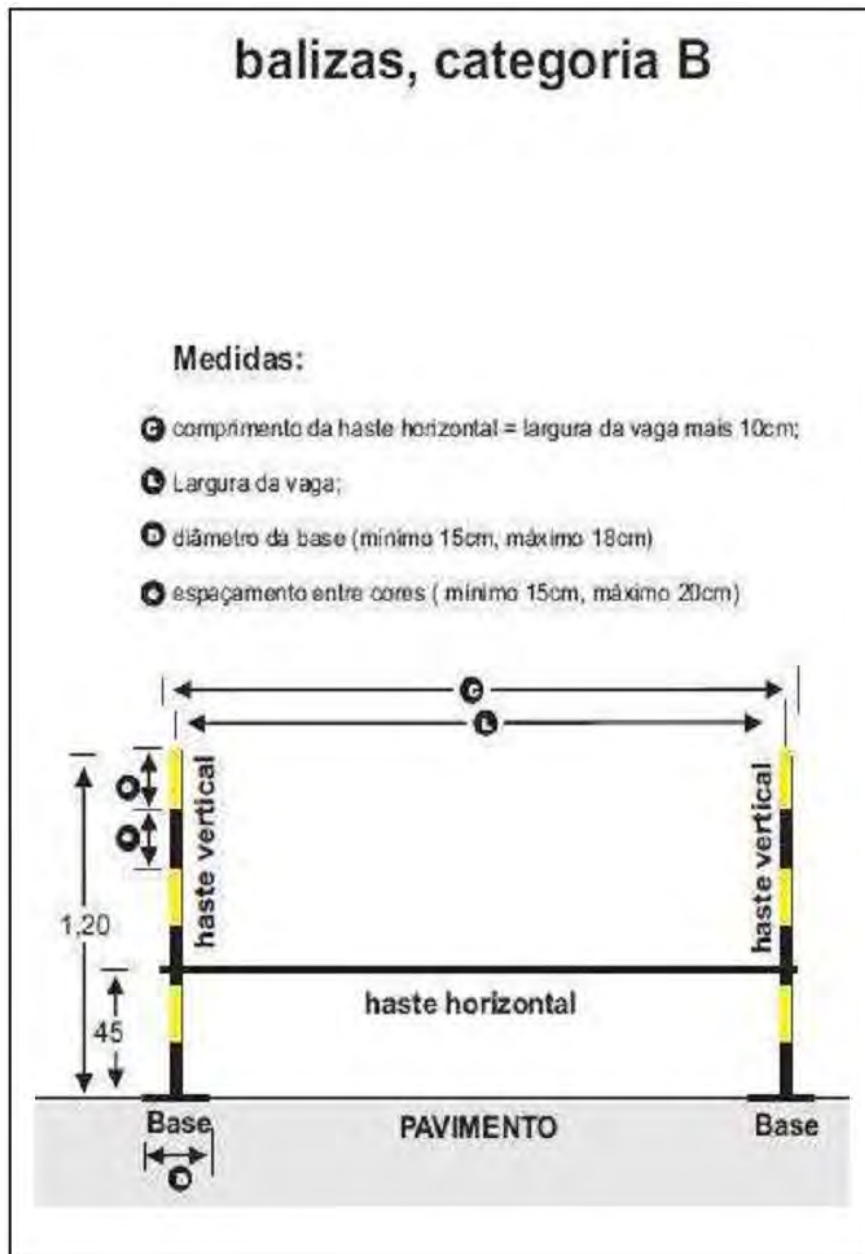 balizas, categoria B
Medidas:
C comprimento da haste horizontal = largura da vaga mais 10cm;
L Largura da vaga;
D diâmetro da base (mínimo 15cm, máximo 18cm)
espaçamento entre cores ( mínimo 15cm, máximo 20cm)
C
L
haste vertical
haste vertical
1,20
haste horizontal
45
Base
PAVIMENTO
Base
D